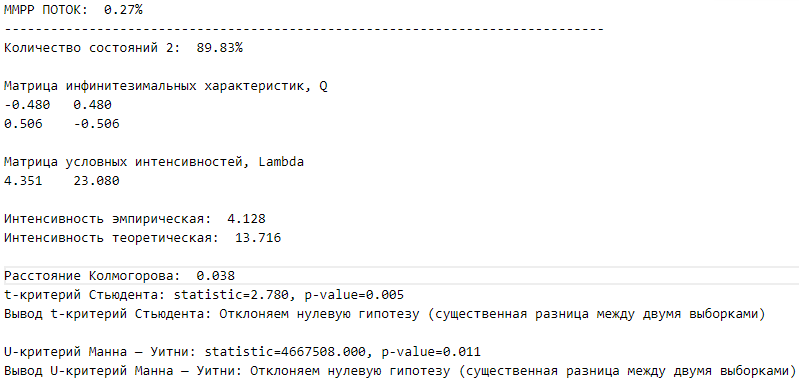 MMPP ПОТОК:  0.27%
-----------------------------------------------------------------------------
Количество состояний 2:  89.83%
Матрица инфинитезимальных характеристик, Q
-0.480   0.480
0.506    -0.506
Матрица условных интенсивностей, Lambda
4.351    23.080
Интенсивность эмпирическая:  4.128
Интенсивность теоретическая:  13.716
Расстояние Колмогорова:  0.038
t-критерий Стьюдента: statistic=2.780, p-value=0.005
Вывод t-критерий Стьюдента: Отклоняем нулевую гипотезу (существенная разница между двумя выборками)
U-критерий Манна — Уитни: statistic=4667508.000, p-value=0.011
Вывод U-критерий Манна — Уитни: Отклоняем нулевую гипотезу (существенная разница между двумя выборками)